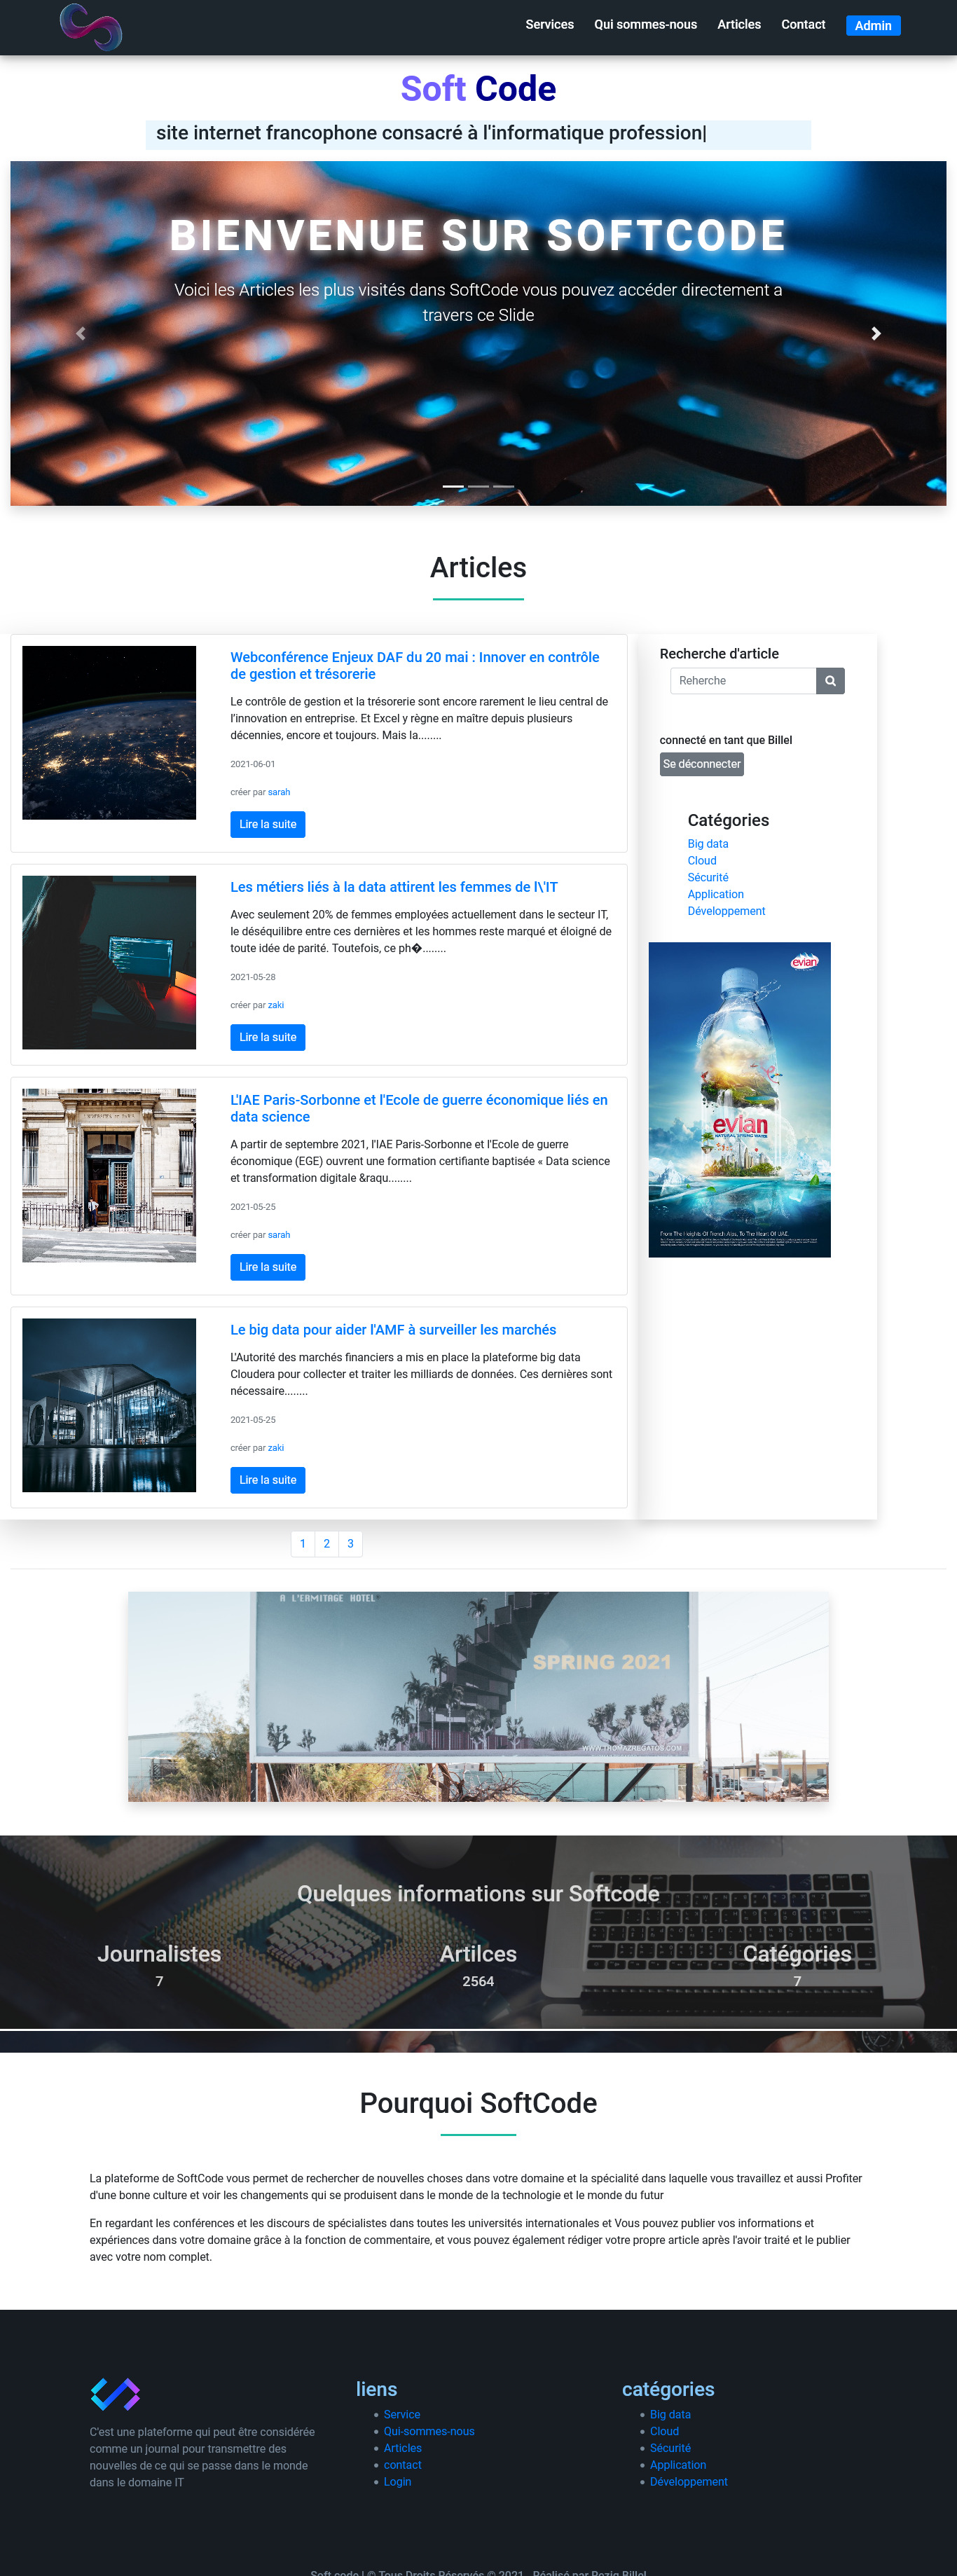 Services Qui sommes-nous Articles Contact Admin
Soft Code
site internet francophone consacré à l'informatique profession|
BIENVENUE SUR SOFTCODE
Voici les Articles les plus visités dans SoftCode vous pouvez accéder directement a
travers ce Slide
Articles
Webconférence Enjeux DAF du 20 mai : Innover en contrôle
de gestion et trésorerie
Le contrôle de gestion et la trésorerie sont encore rarement le lieu central de
l'innovation en entreprise. Et Excel y règne en maître depuis plusieurs
décennies, encore et toujours. Mais la........
2021-06-01
créer par sarah
Lire la suite
Les métiers liés à la data attirent les femmes de l\'IT
Avec seulement 20% de femmes employées actuellement dans le secteur IT,
le déséquilibre entre ces dernières et les hommes reste marqué et éloigné de
toute idée de parité. Toutefois, ce ph�........
2021-05-28
créer par zaki
Lire la suite
L'IAE Paris-Sorbonne et l'Ecole de guerre économique liés en
data science
A partir de septembre 2021, l'IAE Paris-Sorbonne et l'Ecole de guerre
économique (EGE) ouvrent une formation certifiante baptisée « Data science
et transformation digitale &raqu........
2021-05-25
créer par sarah
Lire la suite
Le big data pour aider l'AMF à surveiller les marchés
L'Autorité des marchés financiers a mis en place la plateforme big data
Cloudera pour collecter et traiter les milliards de données. Ces dernières sont
nécessaire........
2021-05-25
créer par zaki
Lire la suite
Recherche d'article
Reherche
connecté en tant que Billel
Se déconnecter
Catégories
Big data
Cloud
Sécurité
Application
Développement
evian
evian
NATURAL SPRING WATER
From The Heights Of French Alps, To The Heart Of UAE.
1 2 3
A L'ERMITAGE HOTEL
SPRING 2021
Quelques informations sur Softcode
Journalistes
7
Artilces
2564
Catégories
7
Pourquoi SoftCode
La plateforme de SoftCode vous permet de rechercher de nouvelles choses dans votre domaine et la spécialité dans laquelle vous travaillez et aussi Profiter
d'une bonne culture et voir les changements qui se produisent dans le monde de la technologie et le monde du futur
En regardant les conférences et les discours de spécialistes dans toutes les universités internationales et Vous pouvez publier vos informations et
expériences dans votre domaine grâce à la fonction de commentaire, et vous pouvez également rédiger votre propre article après l'avoir traité et le publier
avec votre nom complet.
C'est une plateforme qui peut être considérée
comme un journal pour transmettre des
nouvelles de ce qui se passe dans le monde
dans le domaine IT
liens
Service
Qui-sommes-nous
Articles
contact
Login
catégories
Big data
Cloud
Sécurité
Application
Développement
Soft code | © Tous Droits Réservés © 2021 - Réalisé par Rezig Billel